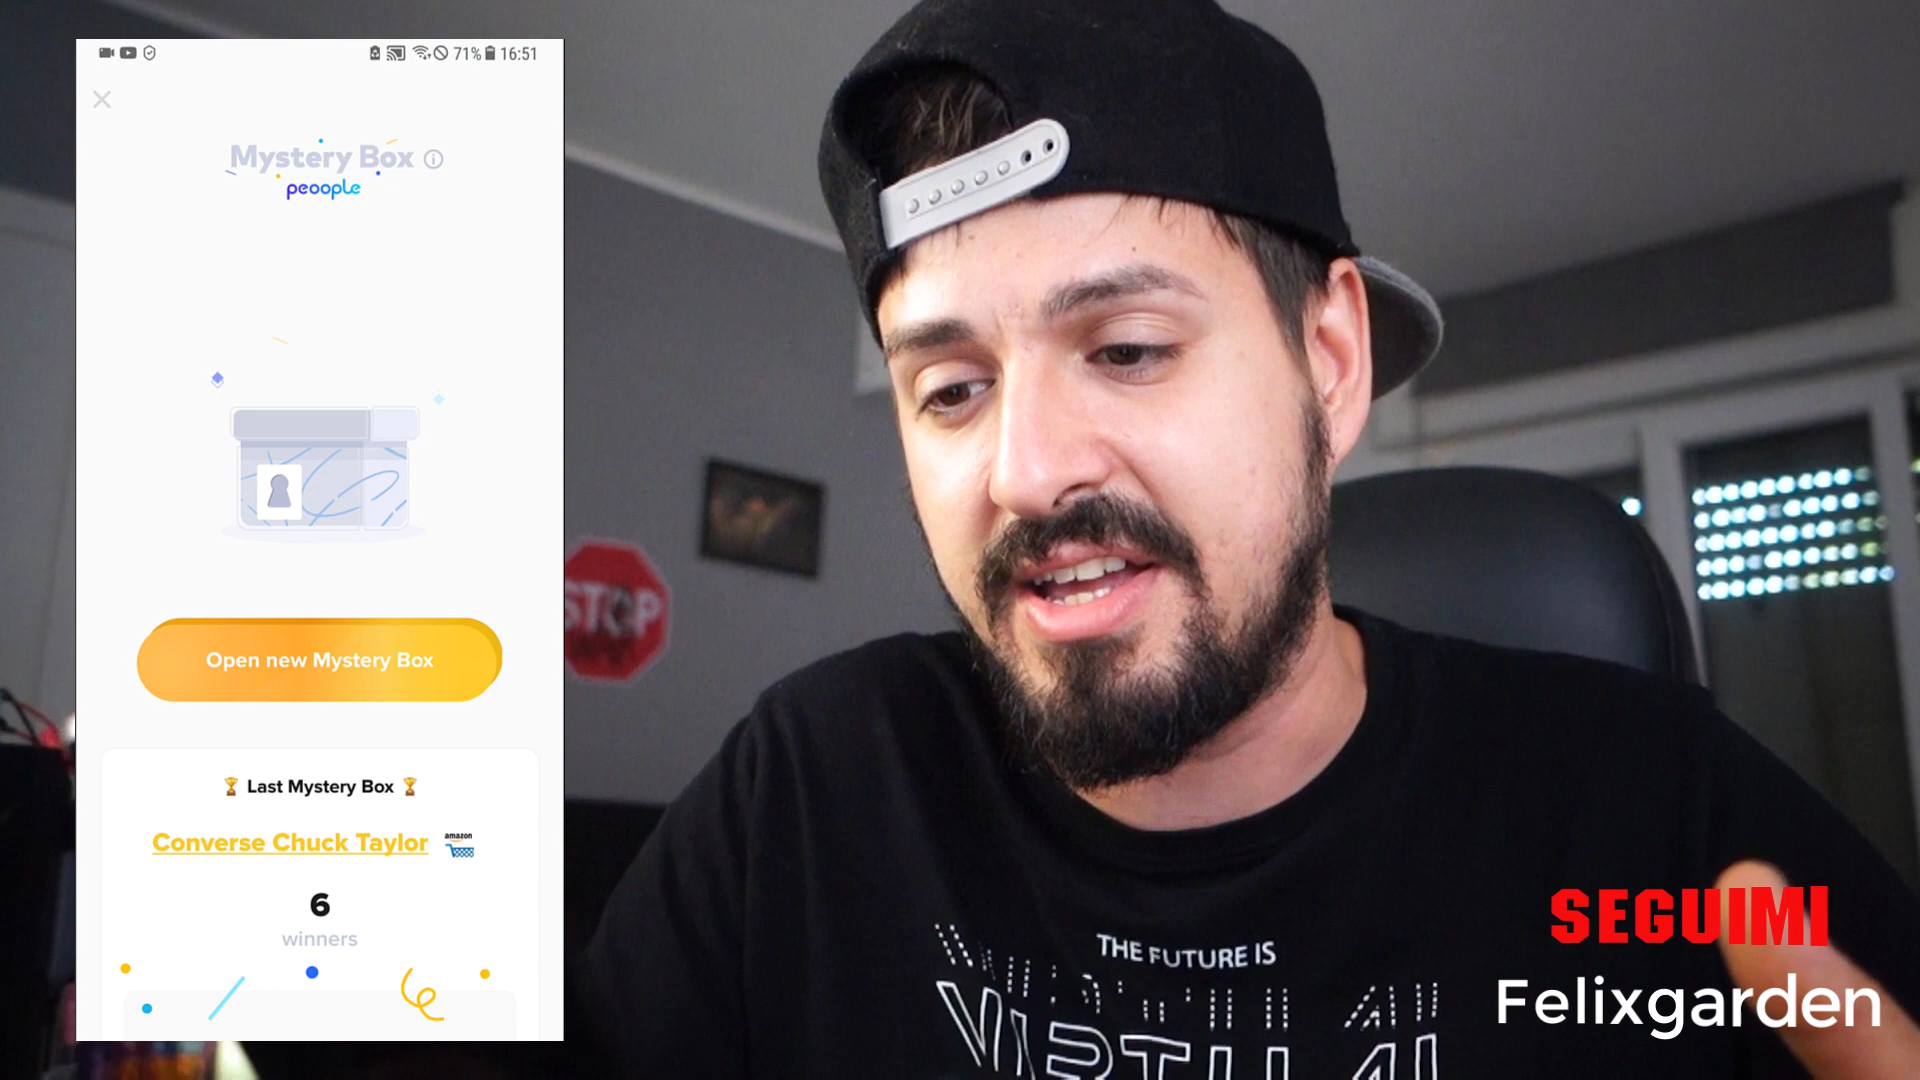 71% 16:51
Mystery Box
peoople
Open new Mystery Box
Last Mystery Box
Converse Chuck Taylor
amazon
6
winners
STOP
THE FUTURE IS
VIRTUAL
SEGUIMI
Felixgarden